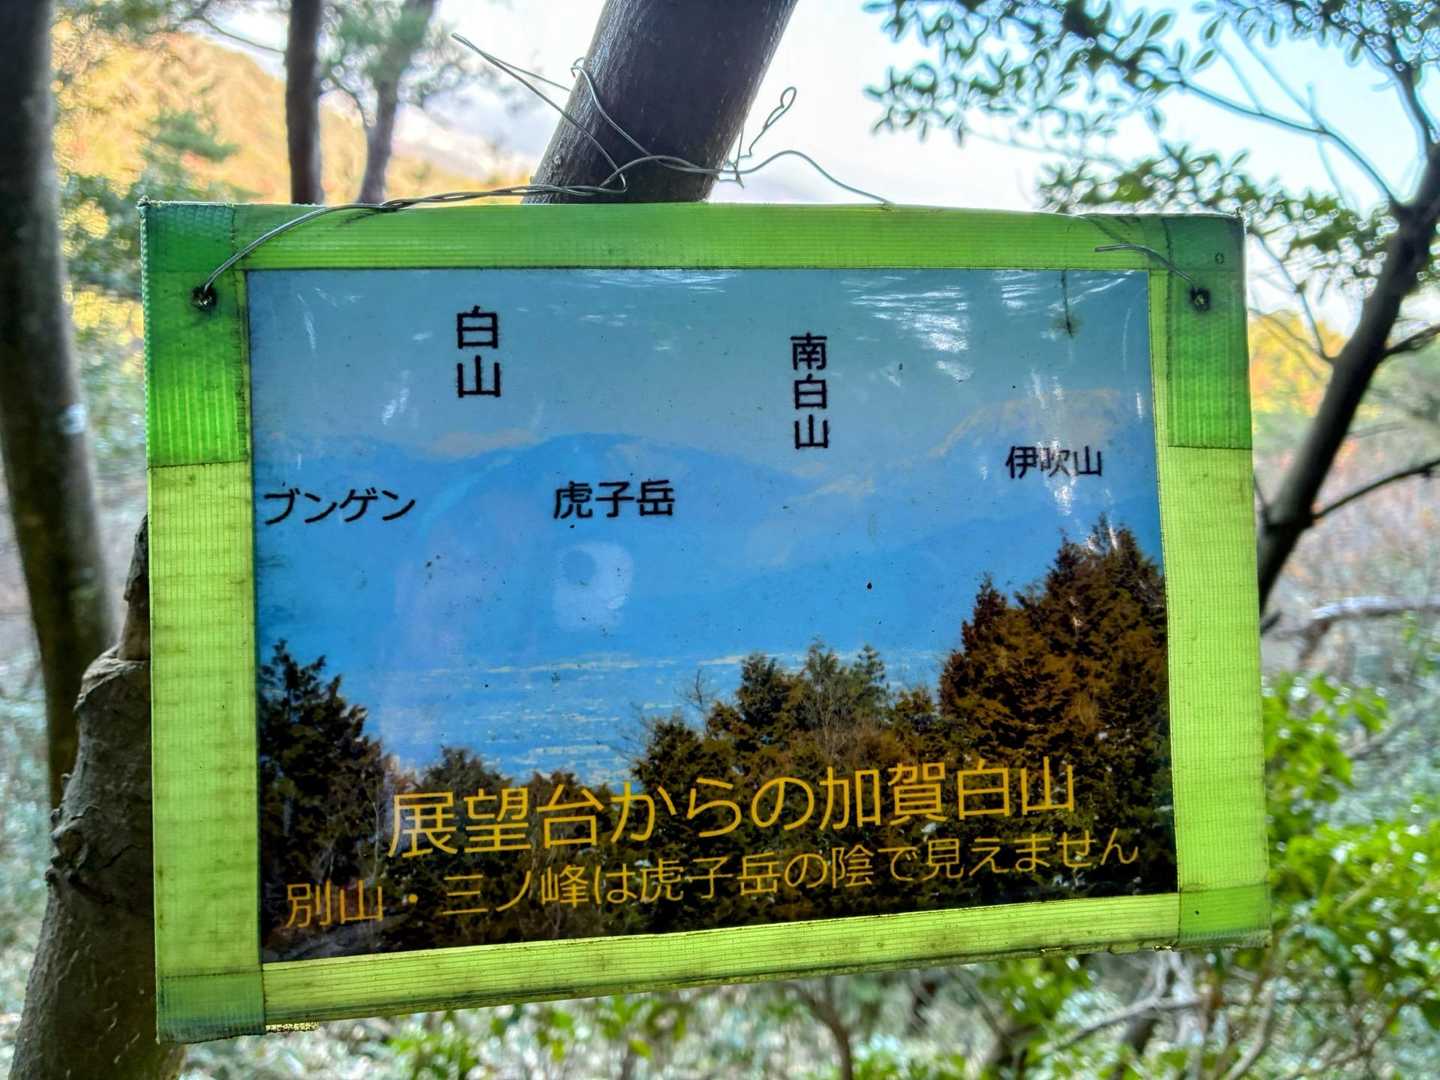 白山
南白山
伊吹山
ブンゲン
虎子岳
展望台からの加賀白山
別山・三ノ峰は虎子岳の陰で見えません